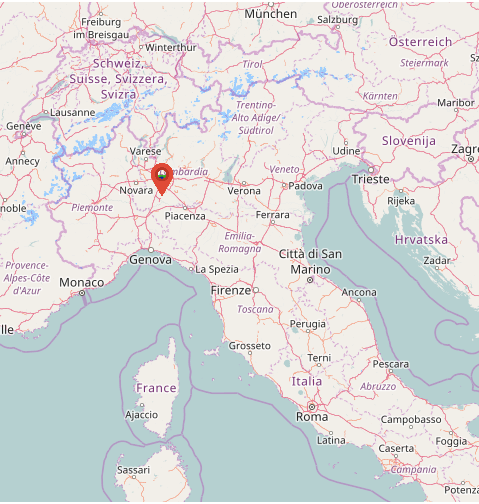 Freiburg
im Breisgau
München
Salzburg
Oberösterreich
Winterthur
Österreich
Schweiz,
Suisse, Svizzera,
Svizra
Tirol
Steiermark
Kärnten
Maribor
Lausanne
Trentino-
Alto Adige/
Südtirol
Genève
Slovenija
Annecy
Varese
Udine
Zagre
Lombardia
Veneto
Trieste
noble
Novara
Verona
Padova
Rijeka
Piemonte
Piacenza
Ferrara
Emilia-
Romagna
Hrvatska
Genova
Città di San
Marino
Zadar
Provence-
Alpes-Côte
d'Azur
La Spezia
Monaco
Firenze
Ancona
Toscana
lle
Perugia
Grosseto
Terni
Pescara
France
Italia
Abruzzo
Ajaccio
Roma
Campobasso
Latina
Foggia
Caserta
Sassari
Campania
Potenz